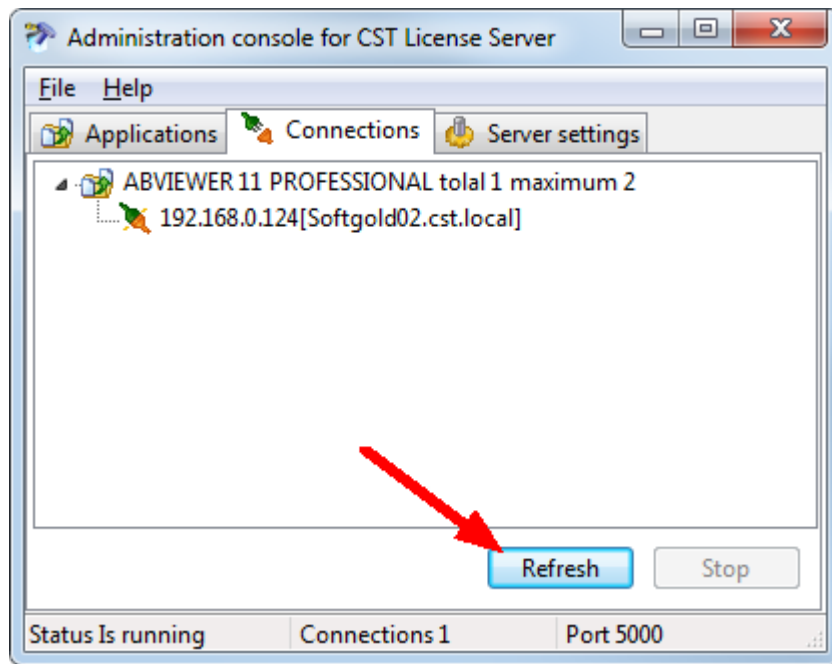 Administration console for CST License Server
File Help
Applications Connections Server settings
ABVIEWER 11 PROFESSIONAL tolal 1 maximum 2
192.168.0.124[Softgold02.cst.local]
Refresh Stop
Status Is running Connections 1 Port 5000